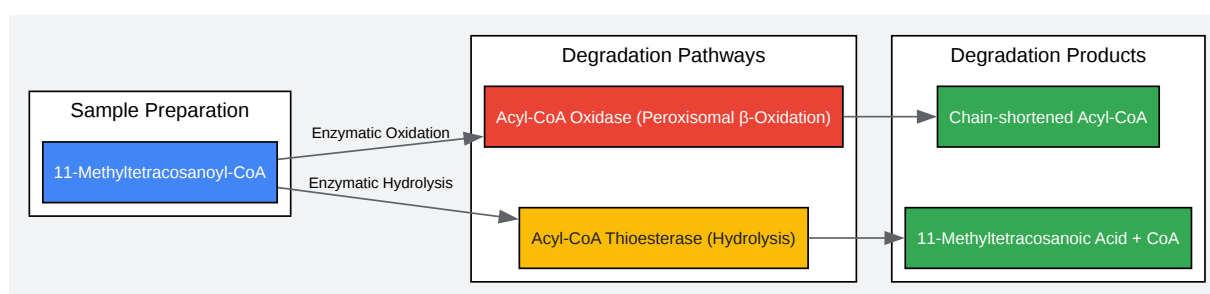 Sample Preparation
11-Methyltetracosanoyl-CoA
Enzymatic Oxidation
Enzymatic Hydrolysis
Degradation Pathways
Acyl-CoA Oxidase (Peroxisomal β-Oxidation)
Acyl-CoA Thioesterase (Hydrolysis)
Degradation Products
Chain-shortened Acyl-CoA
11-Methyltetracosanoic Acid + CoA